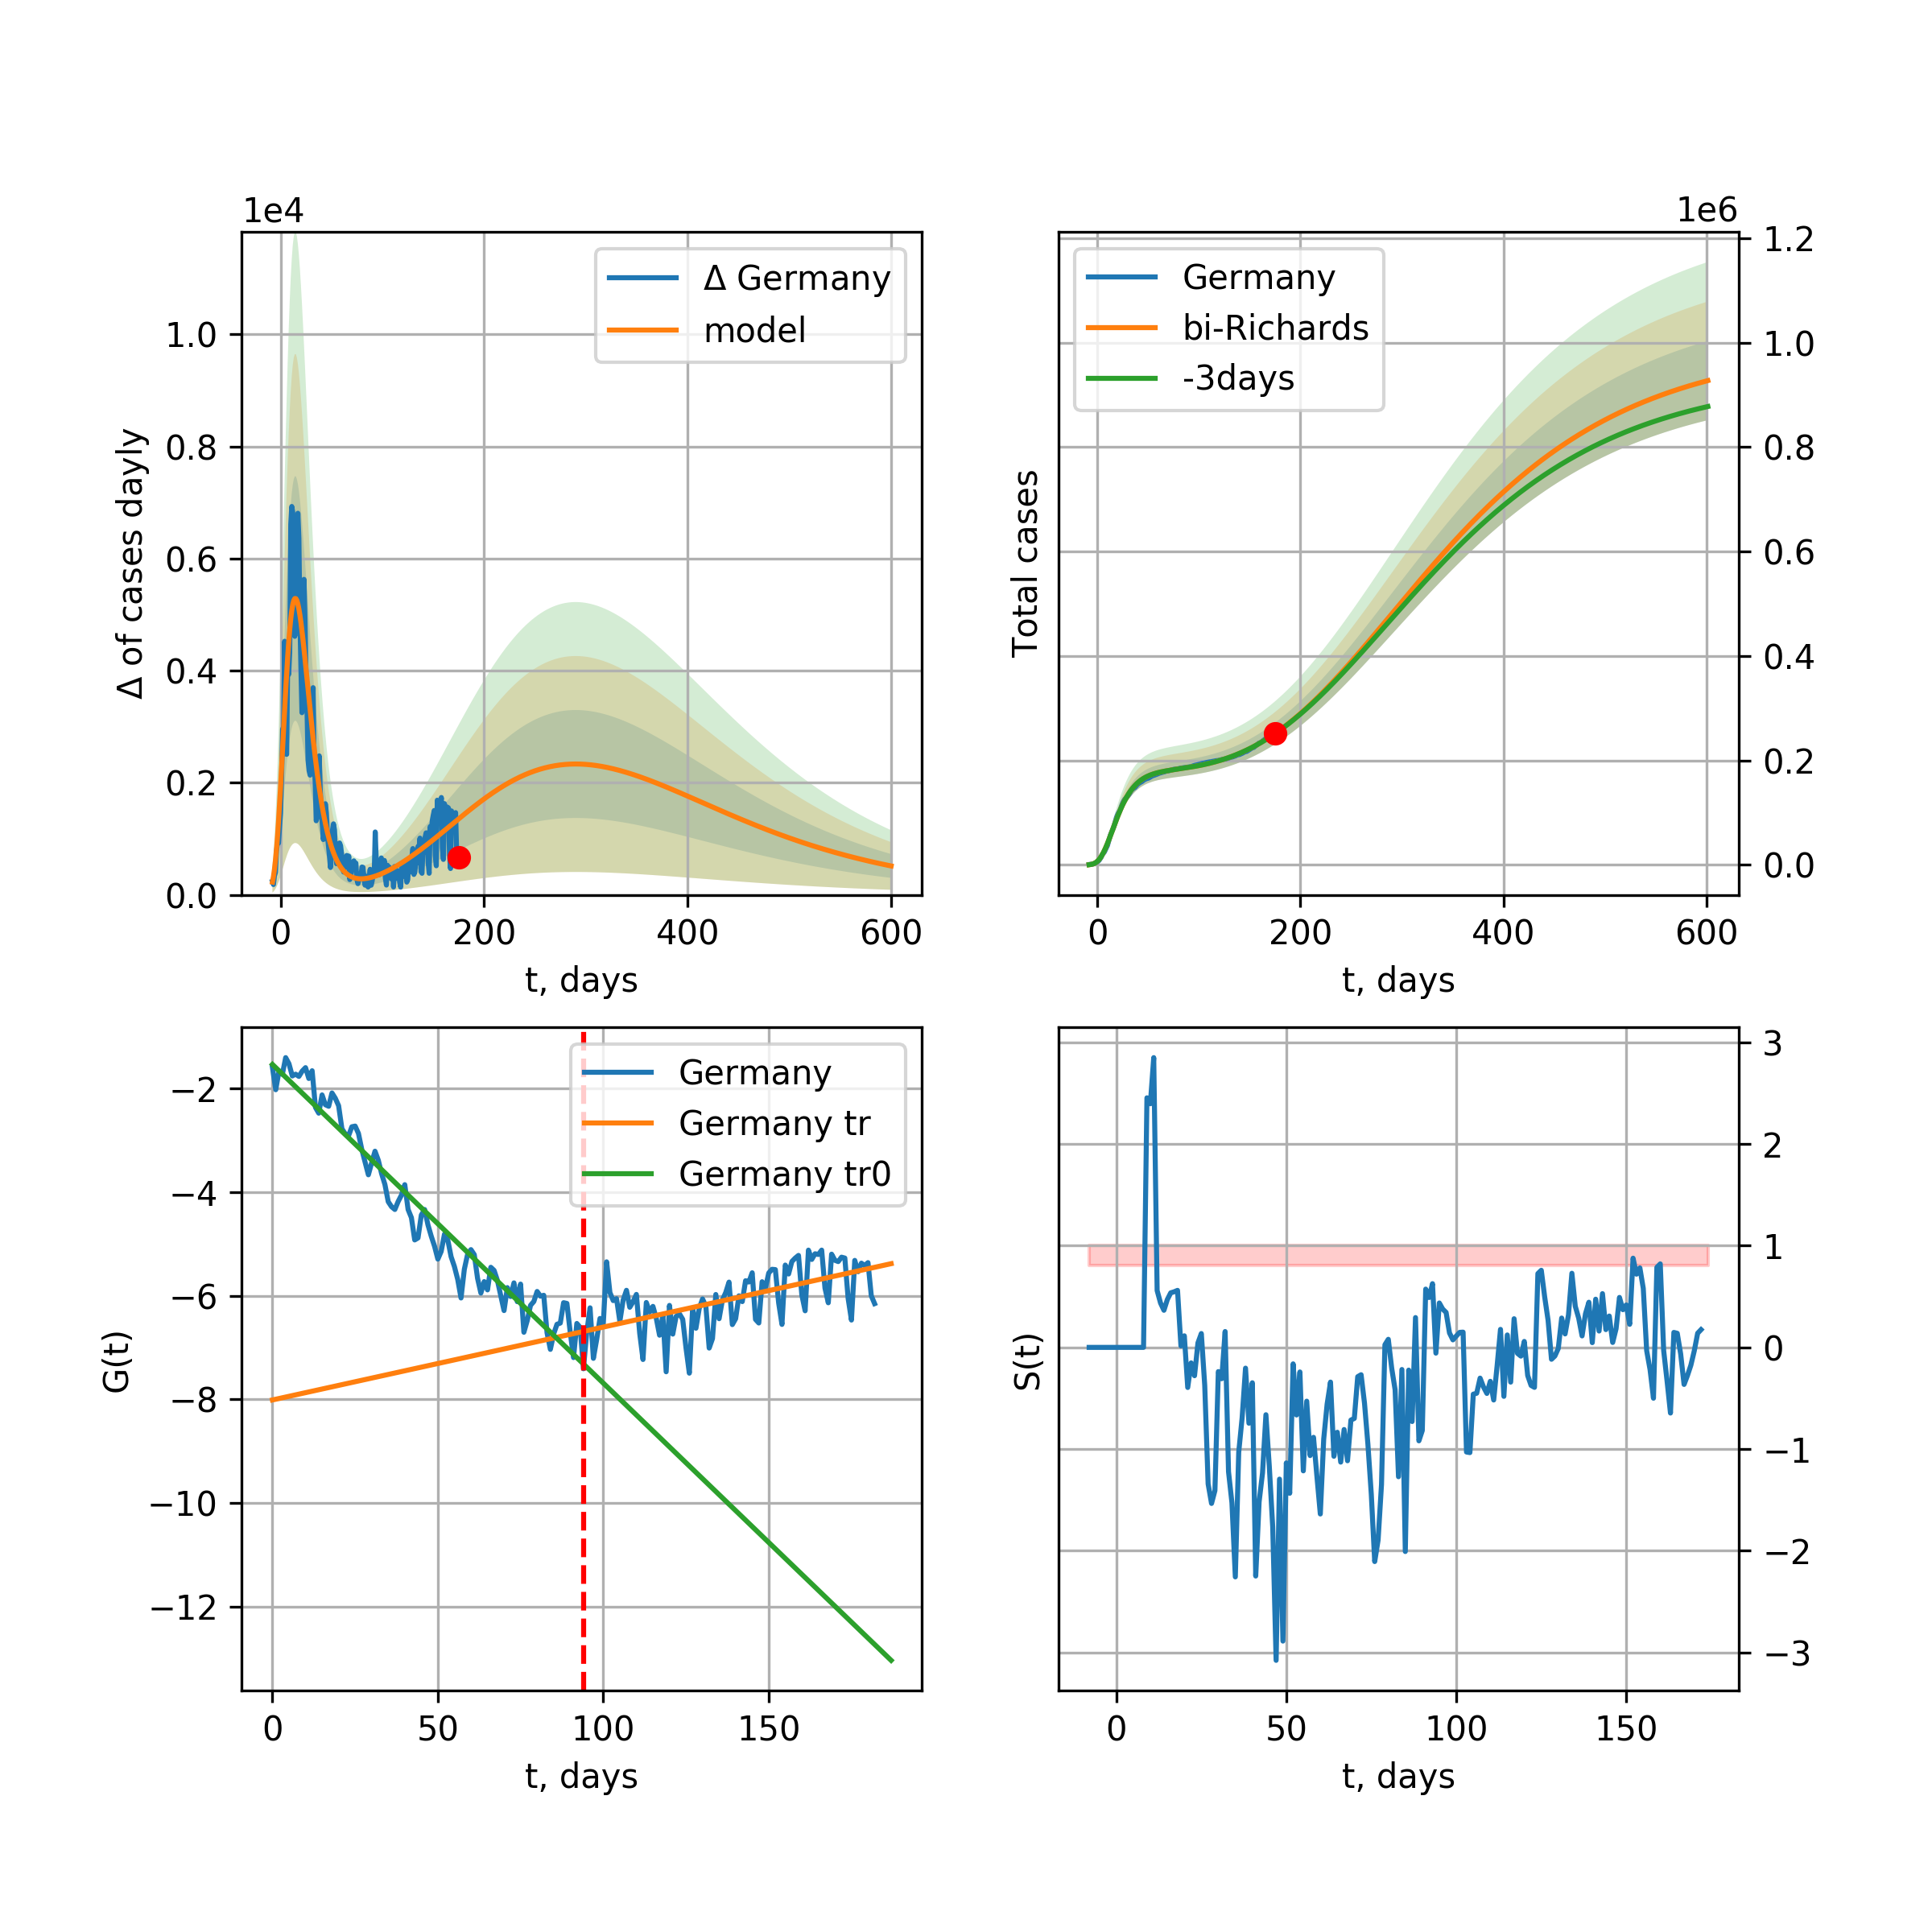 1e4
Δ Germany
model
1.0
0.8
0.6
0.4
0.2
0.0
Δ of cases dayly
0 200 400 600
t, days
1e6
Germany
bi-Richards
-3days
1.2
1.0
0.8
0.6
0.4
0.2
0.0
Total cases
0 200 400 600
t, days
Germany
Germany tr
Germany tr0
−2
−4
−6
−8
−10
−12
G(t)
0 50 100 150
t, days
3
2
1
0
−1
−2
−3
S(t)
0 50 100 150
t, days